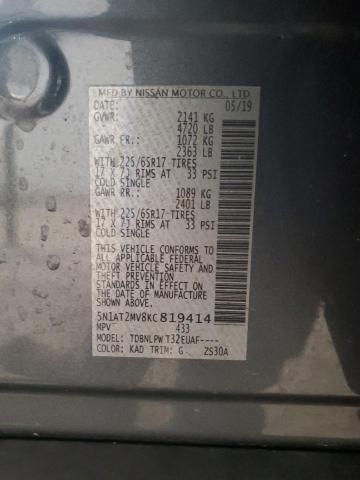 MFD BY NISSAN MOTOR CO., LTD.
DATE: 05/19
GVWR: 2141 KG
4720 LB
GAWR FR.: 1072 KG
2363 LB
WITH 225/65R17 TIRES
17 X 7J RIMS AT 33 PSI
COLD SINGLE
GAWR RR.: 1089 KG
2401 LB
WITH 225/65R17 TIRES
17 X 7J RIMS AT 33 PSI
COLD SINGLE
THIS VEHICLE CONFORMS TO
ALL APPLICABLE FEDERAL
MOTOR VEHICLE SAFETY AND
THEFT PREVENTION
STANDARDS IN EFFECT ON
THE DATE OF MANUFACTURE
SHOWN ABOVE.
5N1AT2MV8KC819414
MPV 433
MODEL: TDBNLPW T32EUAF----
COLOR: KAD TRIM: G ZS30A